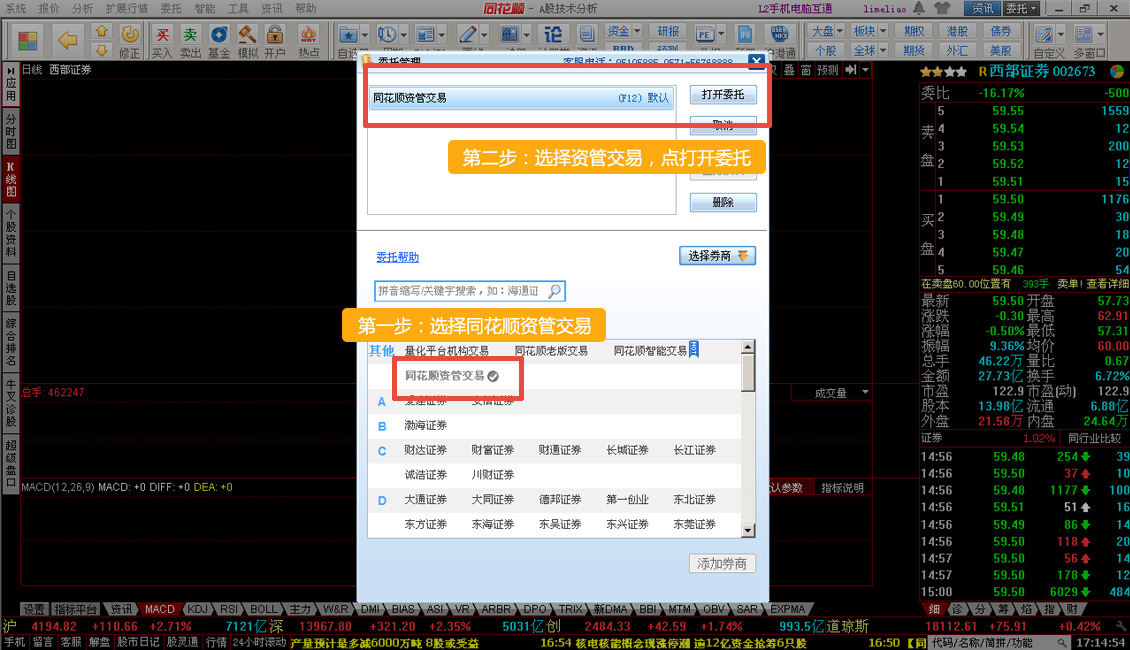 系统 报价 分析 扩展行情 委托 智能 工具 资讯 帮助
同花顺 - A股技术分析
L2手机电脑互通 limeliao 资讯 委托
修正 买入 卖出 基金 模拟 开户 热点
买 卖 论 资金 PE 研报 新 SSE HKE 大盘 板块 期权 港股 债券
自选股 BBD 个股 全球 期货 外汇 美股 自定义 多窗口
应用
分时图
K线图
个股资料
自选股
综合排名
牛叉诊股
超级盘口
日线 西部证券
叠 窗 预测
委托管理
客服电话:
同花顺资管交易 (F12) 默认
打开委托
取消
第二步：选择资管交易，点打开委托
删除
委托帮助
选择券商
拼音缩写/关键字搜索，如：海通证
第一步：选择同花顺资管交易
其他 量化平台机构交易 同花顺老版交易 同花顺智能交易
同花顺资管交易
A 爱建证券 安信证券
B 渤海证券
C 财达证券 财富证券 财通证券 长城证券 长江证券
诚浩证券 川财证券
D 大通证券 大同证券 德邦证券 第一创业 东北证券
东方证券 东海证券 东吴证券 东兴证券 东莞证券
添加券商
总手: 462247
成交量
MACD(12,26,9) MACD: +0 DIFF: +0 DEA: +0
认参数 指标说明
R 西部证券 002673
委比 -16.17% -500
卖盘
5 59.55 1559
4 59.54 12
3 59.53 200
2 59.52 12
1 59.51 15
买盘
1 59.50 1176
2 59.49 30
3 59.48 18
4 59.47 20
5 59.46 54
在卖盘60.00位置有 393手 卖单! 查看详细
最新 59.50 开盘 57.73
涨跌 -0.30 最高 62.91
涨幅 -0.50% 最低 57.31
振幅 9.36% 均价 60.00
总手 46.22万 量比 0.67
金额 27.73亿 换手 6.72%
市盈 122.9 市盈(动) 122.9
股本 13.98亿 流通 6.88亿
外盘 21.58万 内盘 24.64万
证券 1.02% 同行业比较
14:56 59.48 254 39
14:56 59.50 37 10
14:56 59.48 1177 100
14:56 59.51 51 16
14:56 59.49 86 14
14:56 59.50 118 20
14:57 59.50 56 14
14:57 59.50 178 12
15:00 59.50 6029 484
细 诊 分 筹 焰 指 财
设置 指标平台 资讯 MACD KDJ RSI BOLL 主力 W&R DMI BIAS ASI VR ARBR DPO TRIX 新DMA BBI MTM OBV SAR EXPMA
沪 4194.82 +110.66 +2.71% 7121亿 深 13967.80 +321.20 +2.35% 5031亿 创 2484.33 +42.59 +1.74% 993.5亿 道琼斯 18112.61 +75.91 +0.42%
手机 留言 客服 解盘 股市日记 股灵通 行情 24小时滚动 产量预计最多减6000万吨 8股或受益 16:54 核电核能概念现涨停潮 逾12亿资金抢筹6只股 16:50 【同 代码/名称/简拼/功能 17:14:54